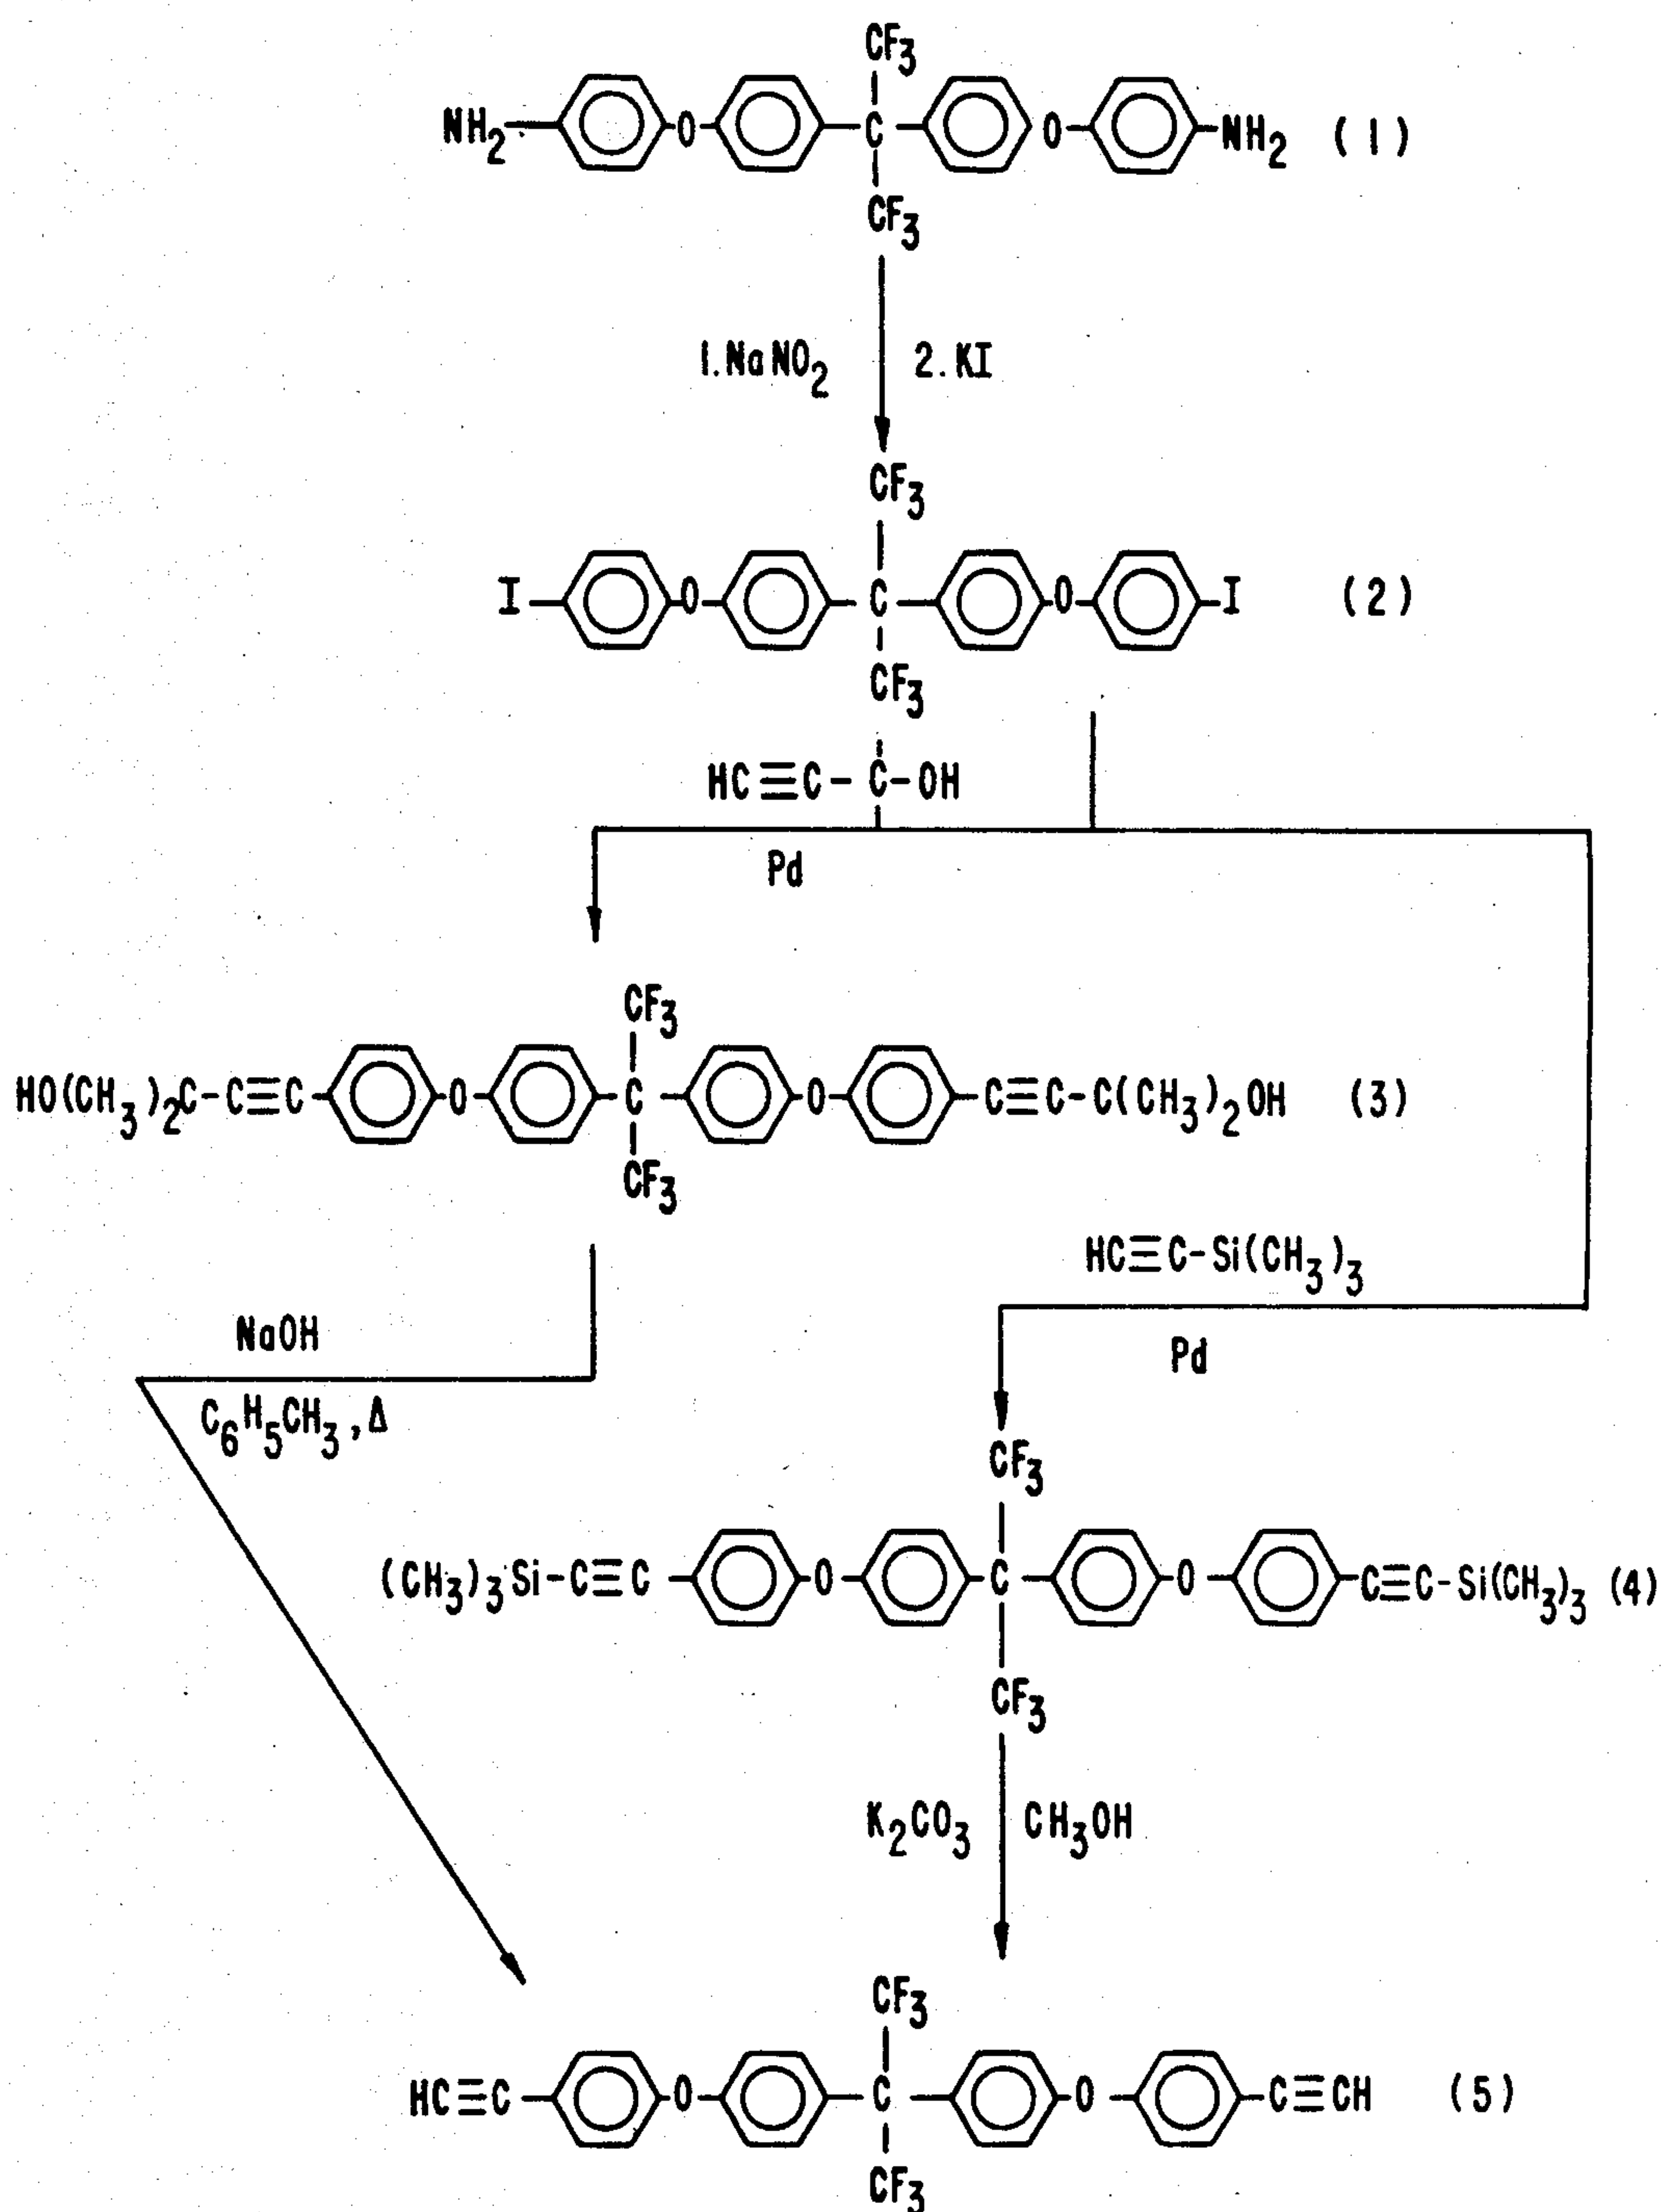 CF3
NH2 O C O NH2 (1)
CF3
1.NaNO2 2.KI
CF3
I O C O I (2)
CF3
HC≡C-C-OH
Pd
CF3
HO(CH3)2C-C≡C O C O C≡C-C(CH3)2OH (3)
CF3
HC≡C-Si(CH3)3
NaOH
Pd
C6H5CH3,Δ
CF3
(CH3)3Si-C≡C O C O C≡C-Si(CH3)3 (4)
CF3
K2CO3 CH3OH
CF3
HC≡C O C O C≡CH (5)
CF3